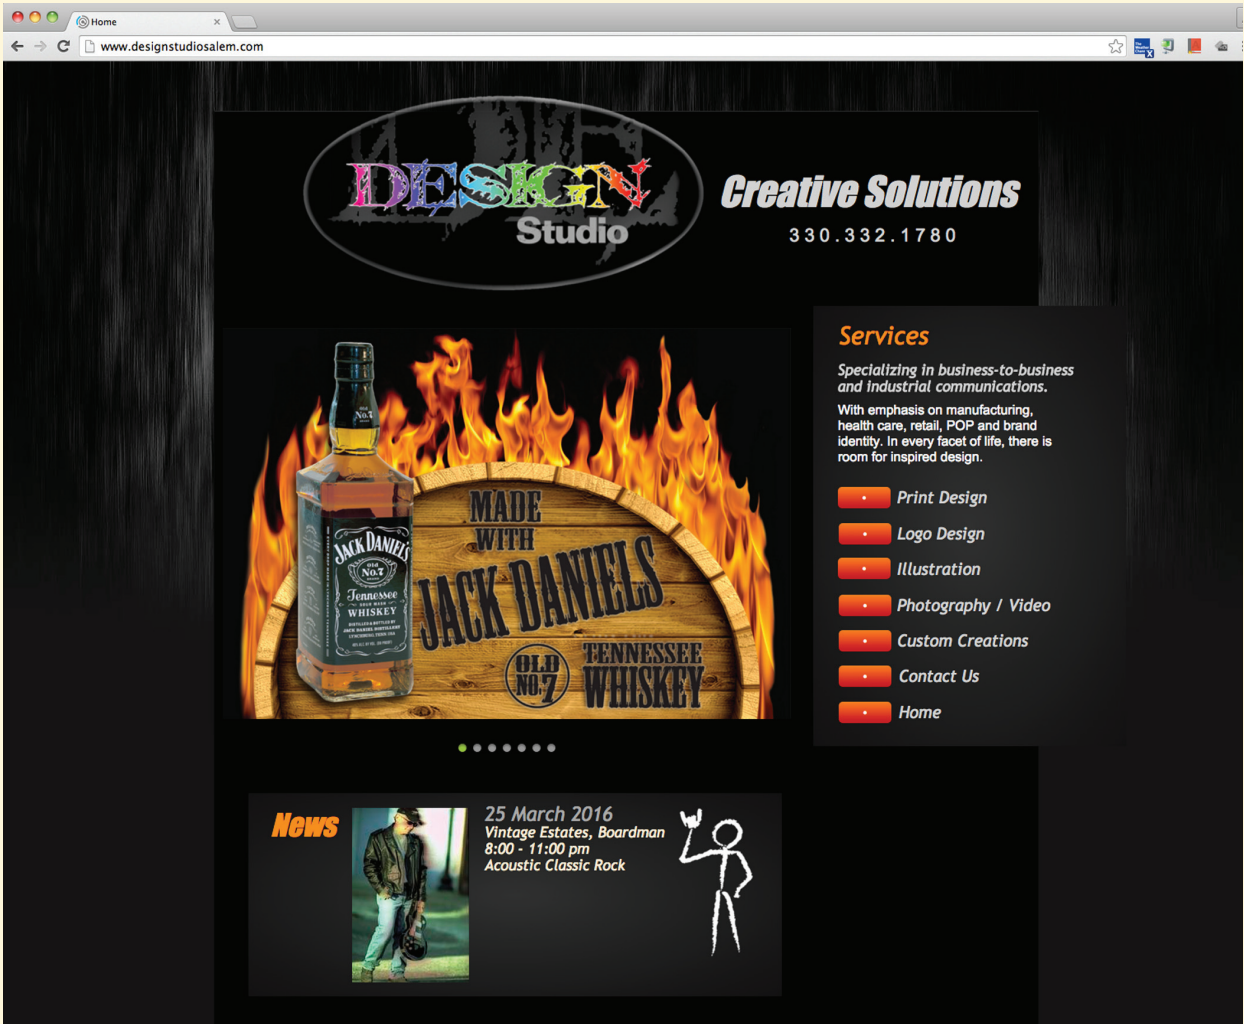 Home
www.designstudiosalem.com
DESIGN
Studio
Creative Solutions
330.332.1780
Services
Specializing in business-to-business
and industrial communications.
With emphasis on manufacturing,
health care, retail, POP and brand
identity. In every facet of life, there is
room for inspired design.
Print Design
Logo Design
Illustration
Photography / Video
Custom Creations
Contact Us
Home
Old
No.7
JACK DANIEL'S
Old
No.7
Tennessee
WHISKEY
MADE
WITH
JACK DANIELS
OLD
NO.7
TENNESSEE
WHISKEY
News
25 March 2016
Vintage Estates, Boardman
8:00 - 11:00 pm
Acoustic Classic Rock